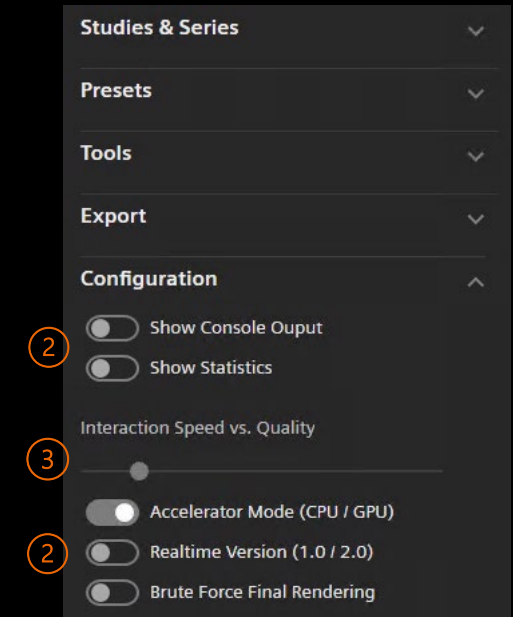 Studies & Series
Presets
Tools
Export
Configuration
2
Show Console Ouput
Show Statistics
Interaction Speed vs. Quality
3
Accelerator Mode (CPU / GPU)
2
Realtime Version (1.0 / 2.0)
Brute Force Final Rendering